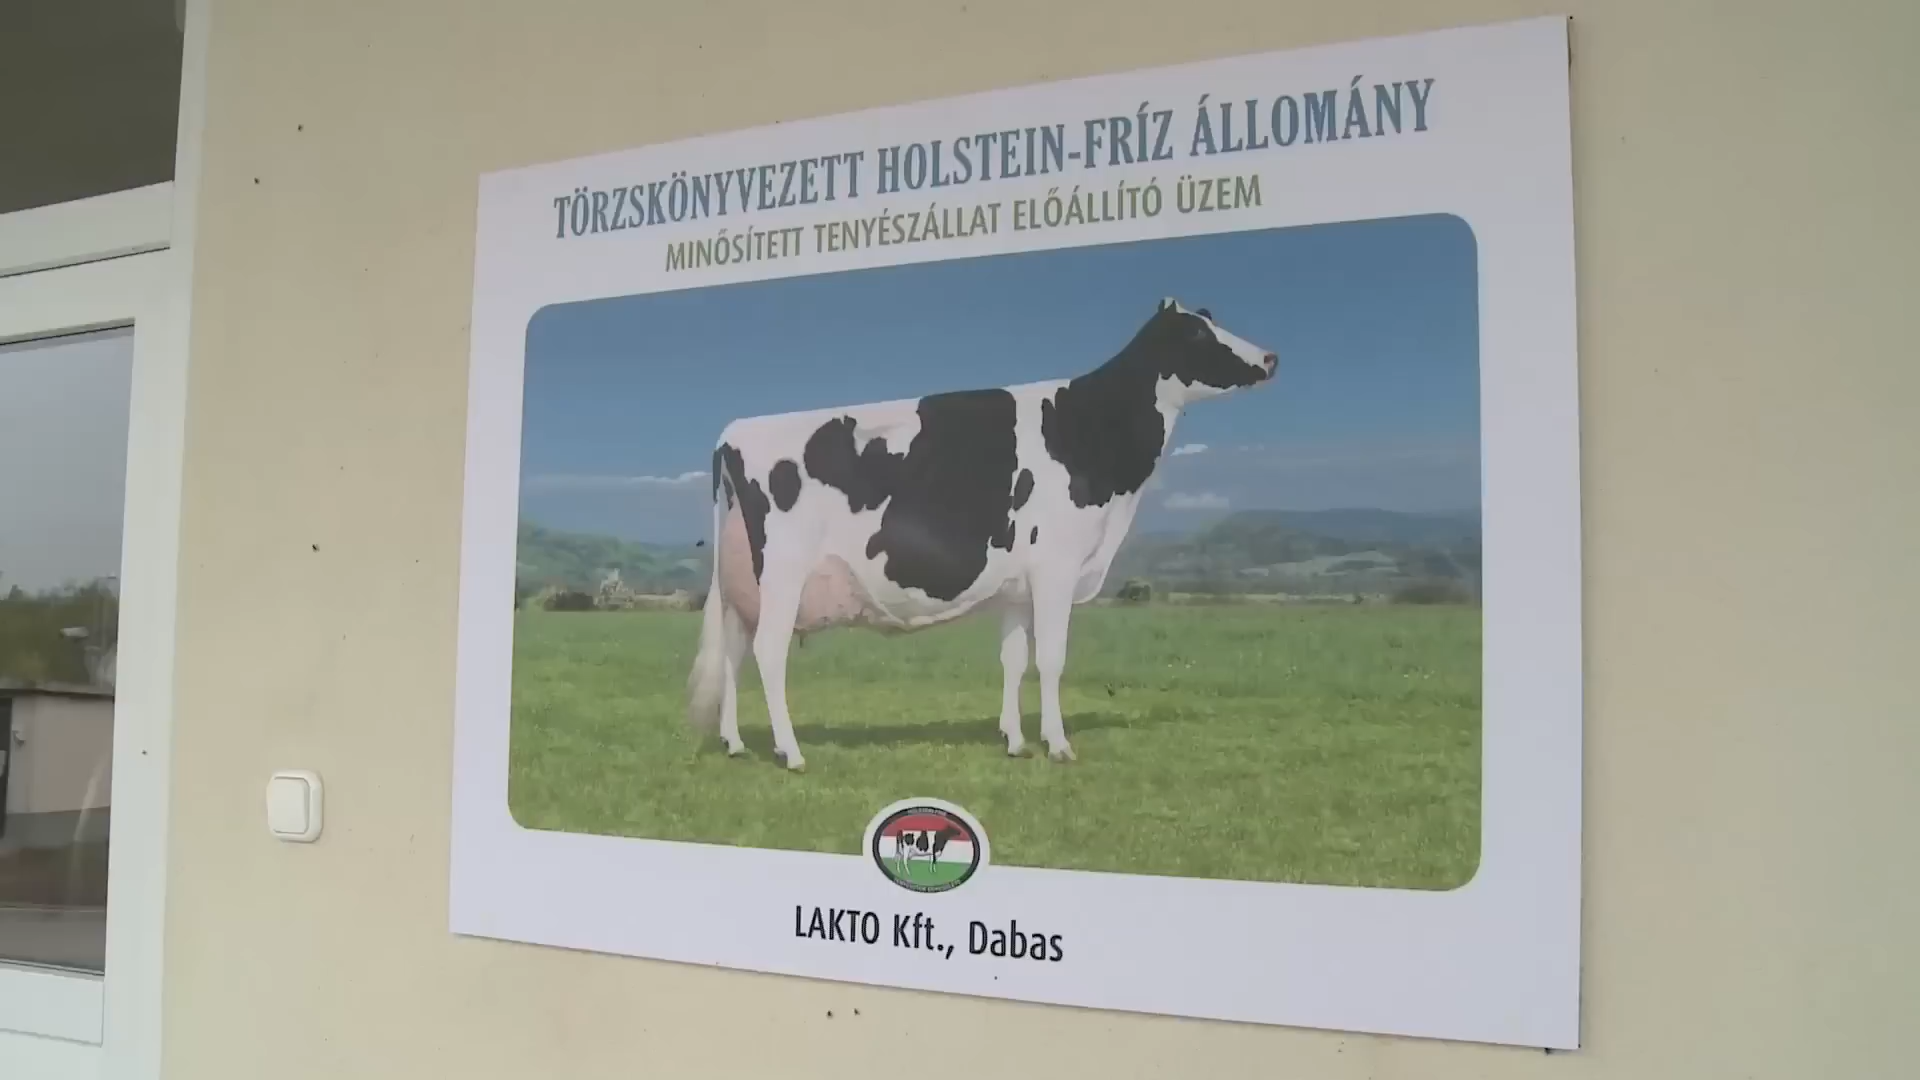 TÖRZSKÖNYVEZETT HOLSTEIN-FRÍZ ÁLLOMÁNY
MINŐSÍTETT TENYÉSZÁLLAT ELŐÁLLÍTÓ ÜZEM
LAKTO Kft., Dabas